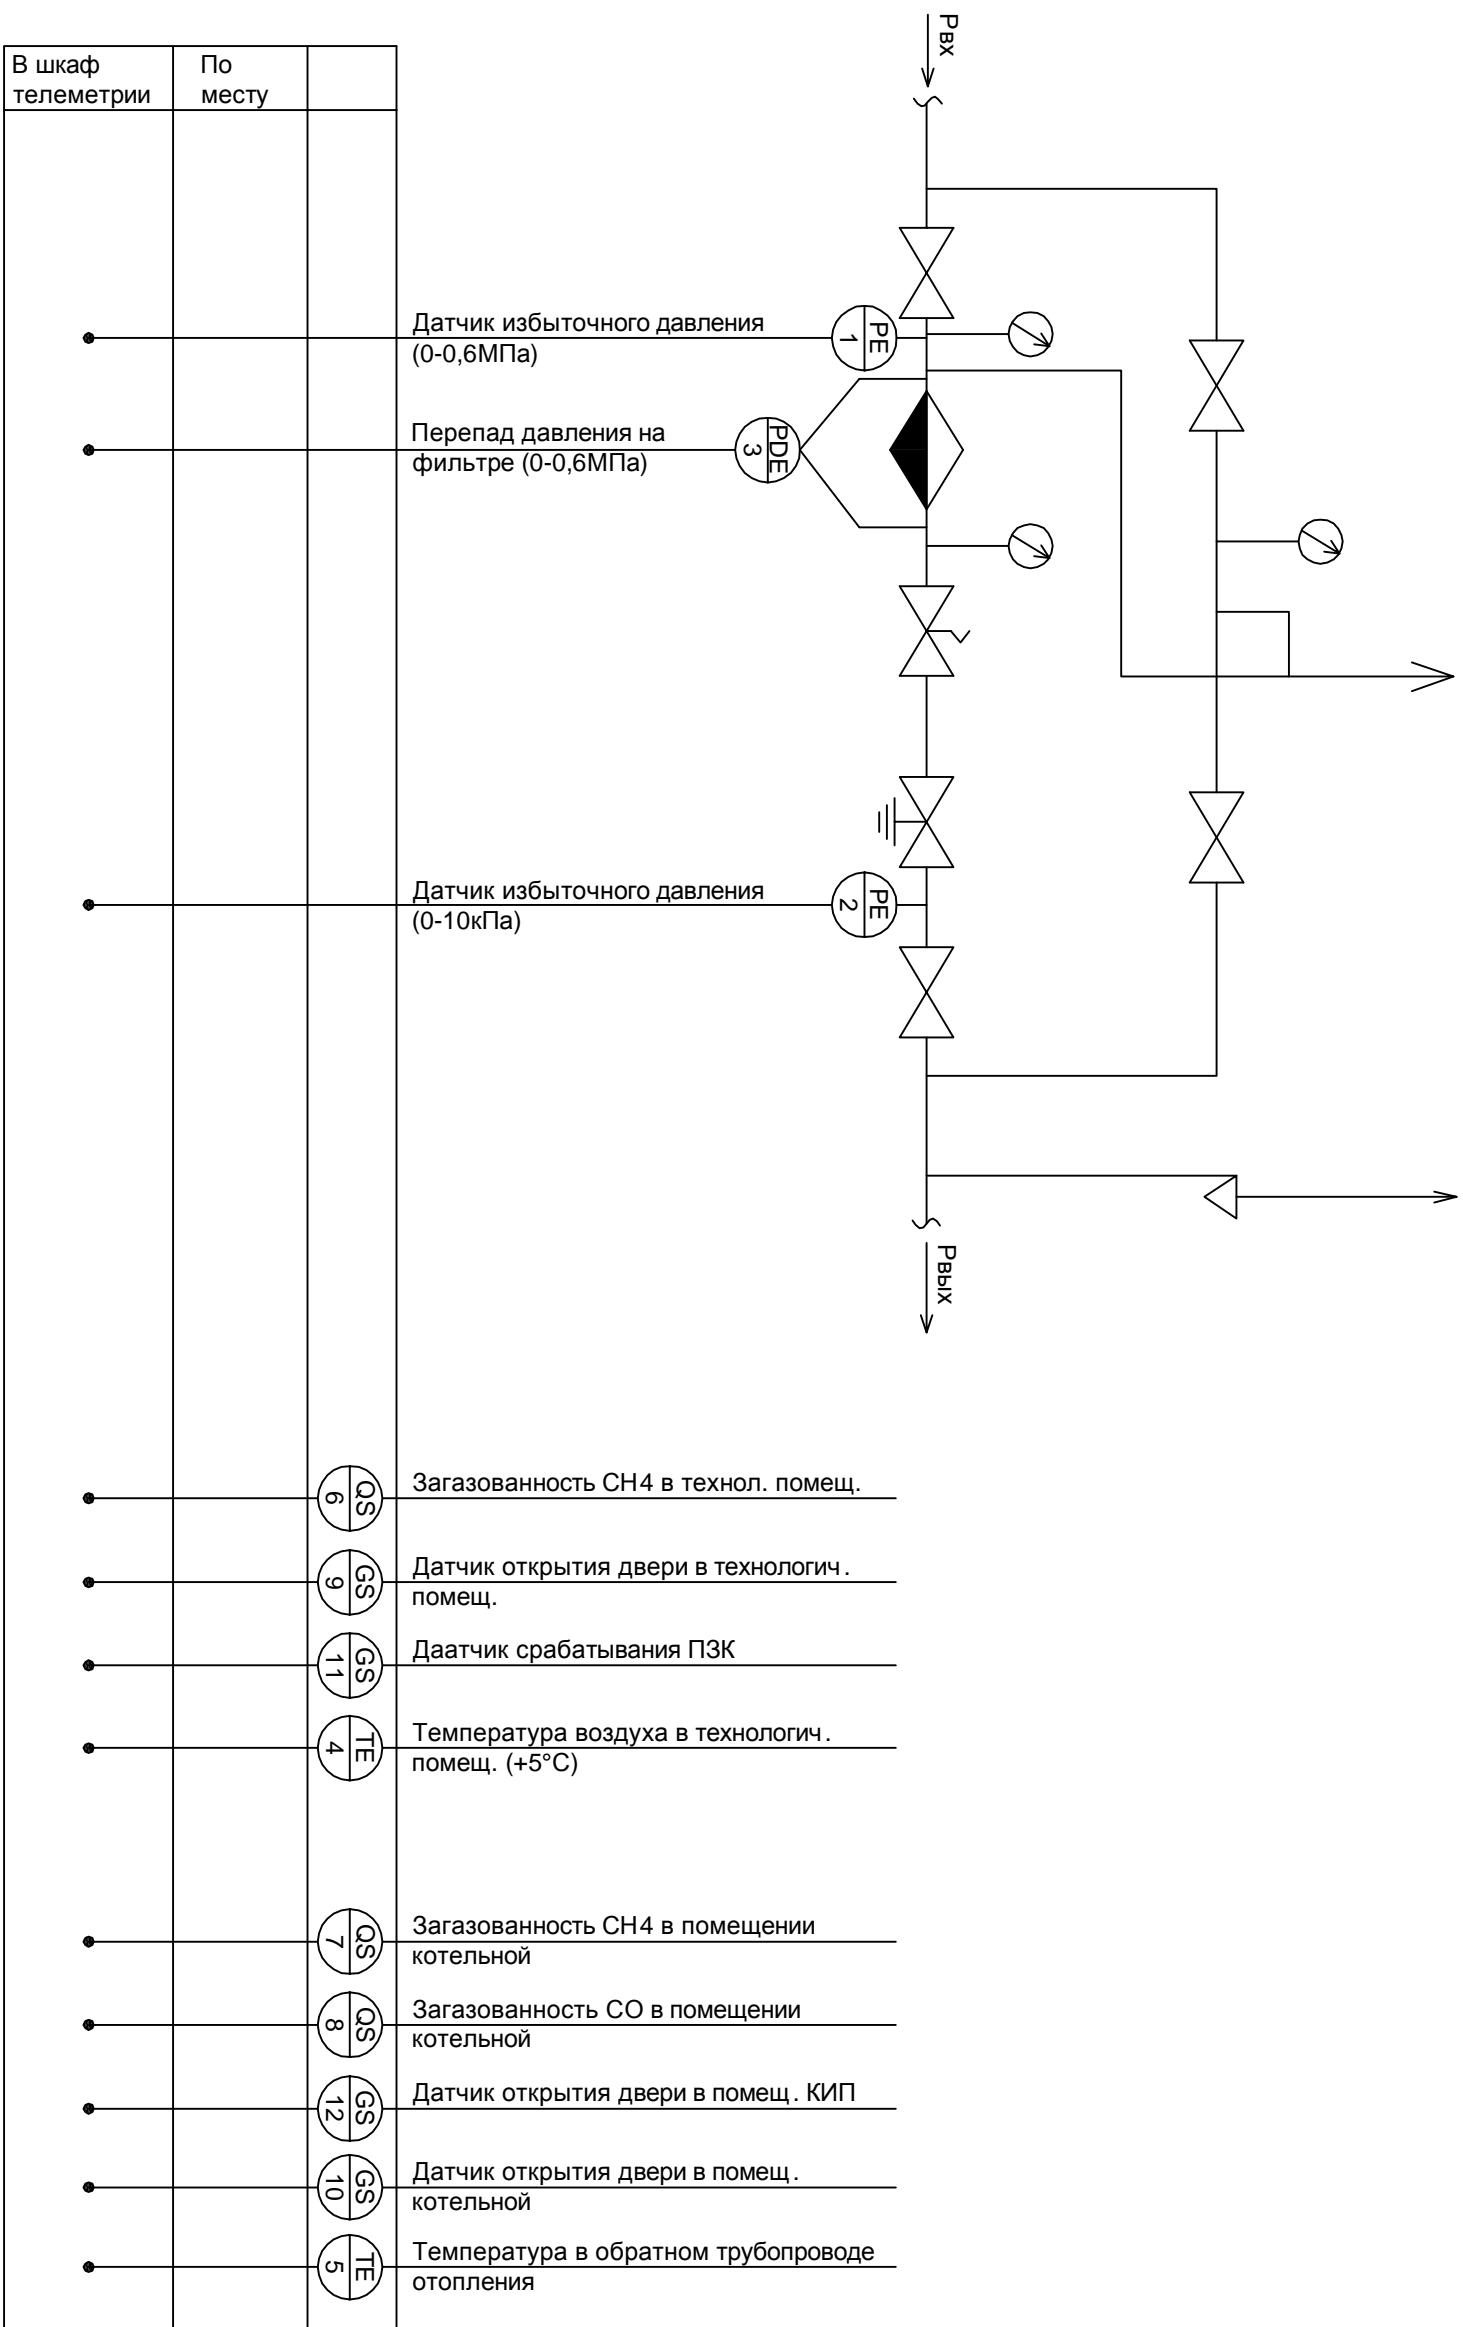 Рвх
В шкаф
телеметрии
По
месту
Датчик избыточного давления
(0-0,6МПа)
PE
1
Перепад давления на
фильтре (0-0,6МПа)
PDE
3
Датчик избыточного давления
(0-10кПа)
PE
2
Рвых
QS
6
Загазованность СН4 в технол. помещ.
GS
9
Датчик открытия двери в технологич.
помещ.
GS
11
Даатчик срабатывания ПЗК
TE
4
Температура воздуха в технологич.
помещ. (+5°С)
QS
7
Загазованность СН4 в помещении
котельной
QS
8
Загазованность СО в помещении
котельной
GS
12
Датчик открытия двери в помещ. КИП
GS
10
Датчик открытия двери в помещ.
котельной
TE
5
Температура в обратном трубопроводе
отопления